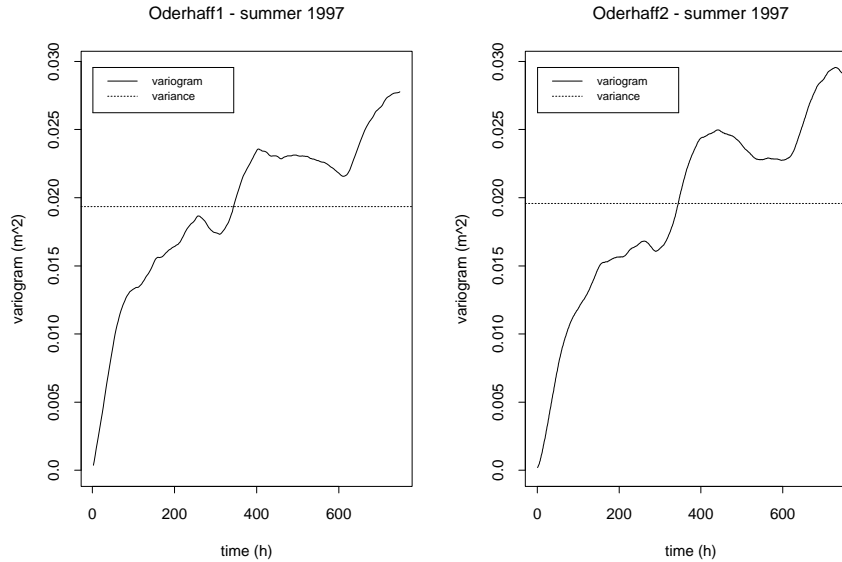 Oderhaff1 - summer 1997
variogram (m^2)
0.0
0.005
0.010
0.015
0.020
0.025
0.030
variogram
variance
0
200
400
600
time (h)
Oderhaff2 - summer 1997
variogram (m^2)
0.0
0.005
0.010
0.015
0.020
0.025
0.030
variogram
variance
0
200
400
600
time (h)